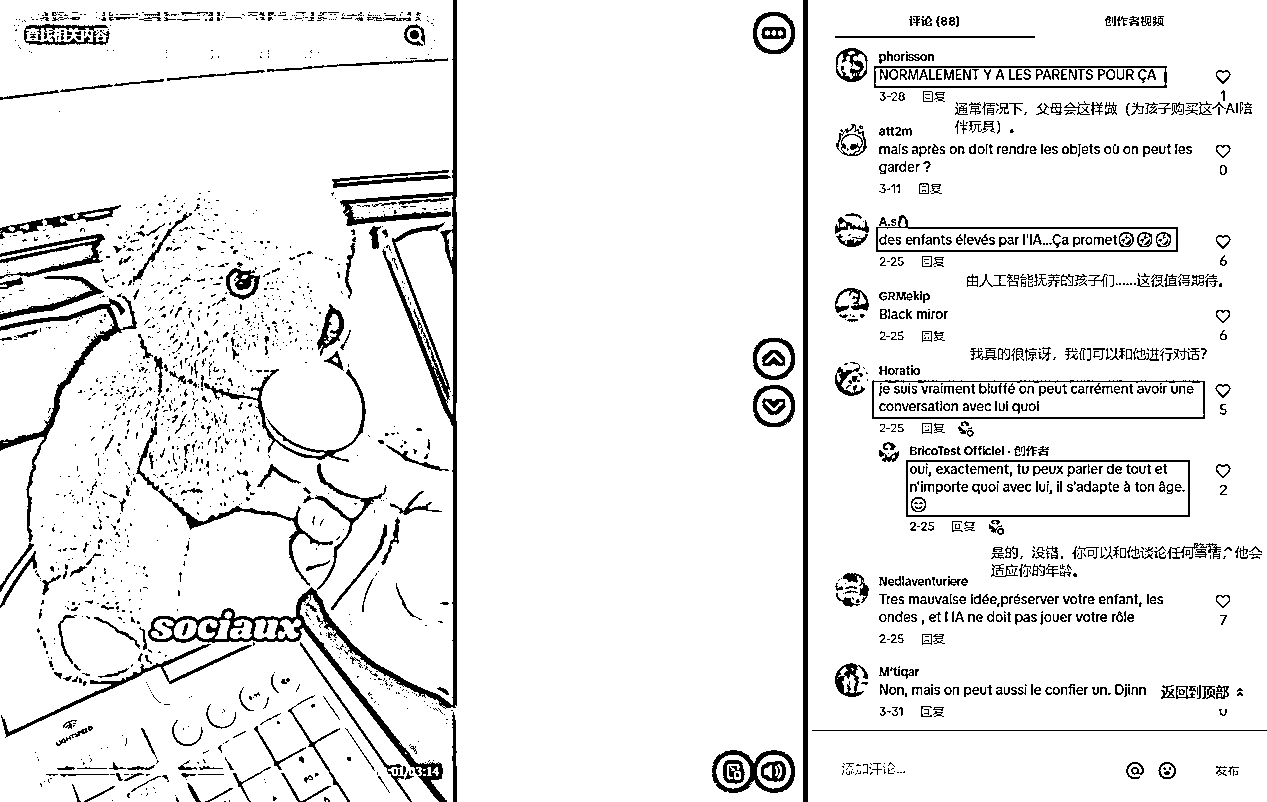 查找相关内容
sociaux
LIGHTSPEED
评论 (88)
创作者视频
phorisson
NORMALEMENT Y A LES PARENTS POUR ÇA
3-28 回复
1
通常情况下，父母会这样做（为孩子购买这个AI陪
伴玩具）。
att2m
mais après on doit rendre les objets où on peut les
garder ?
0
3-11 回复
A.s
des enfants élevés par l'IA...Ça promet🤣🤣🤣
2-25 回复
6
由人工智能抚养的孩子们......这很值得期待。
GRMekip
Black miror
2-25 回复
6
我真的很惊讶，我们可以和他进行对话？
Horatio
je suis vraiment bluffé on peut carrément avoir une
conversation avec lui quoi
5
2-25 回复
BricoTest Officiel · 创作者
oui, exactement, tu peux parler de tout et
n'importe quoi avec lui, il s'adapte à ton âge.
😊
2
2-25 回复
是的，没错，你可以和他谈论任何事情，他会
适应你的年龄。
Nedlaventuriere
Tres mauvaise idée,préserver votre enfant, les
ondes , et l IA ne doit pas jouer votre rôle
7
2-25 回复
M'tiqar
Non, mais on peut aussi le confier un. Djinn
返回到顶部
3-31 回复
添加评论...
发布